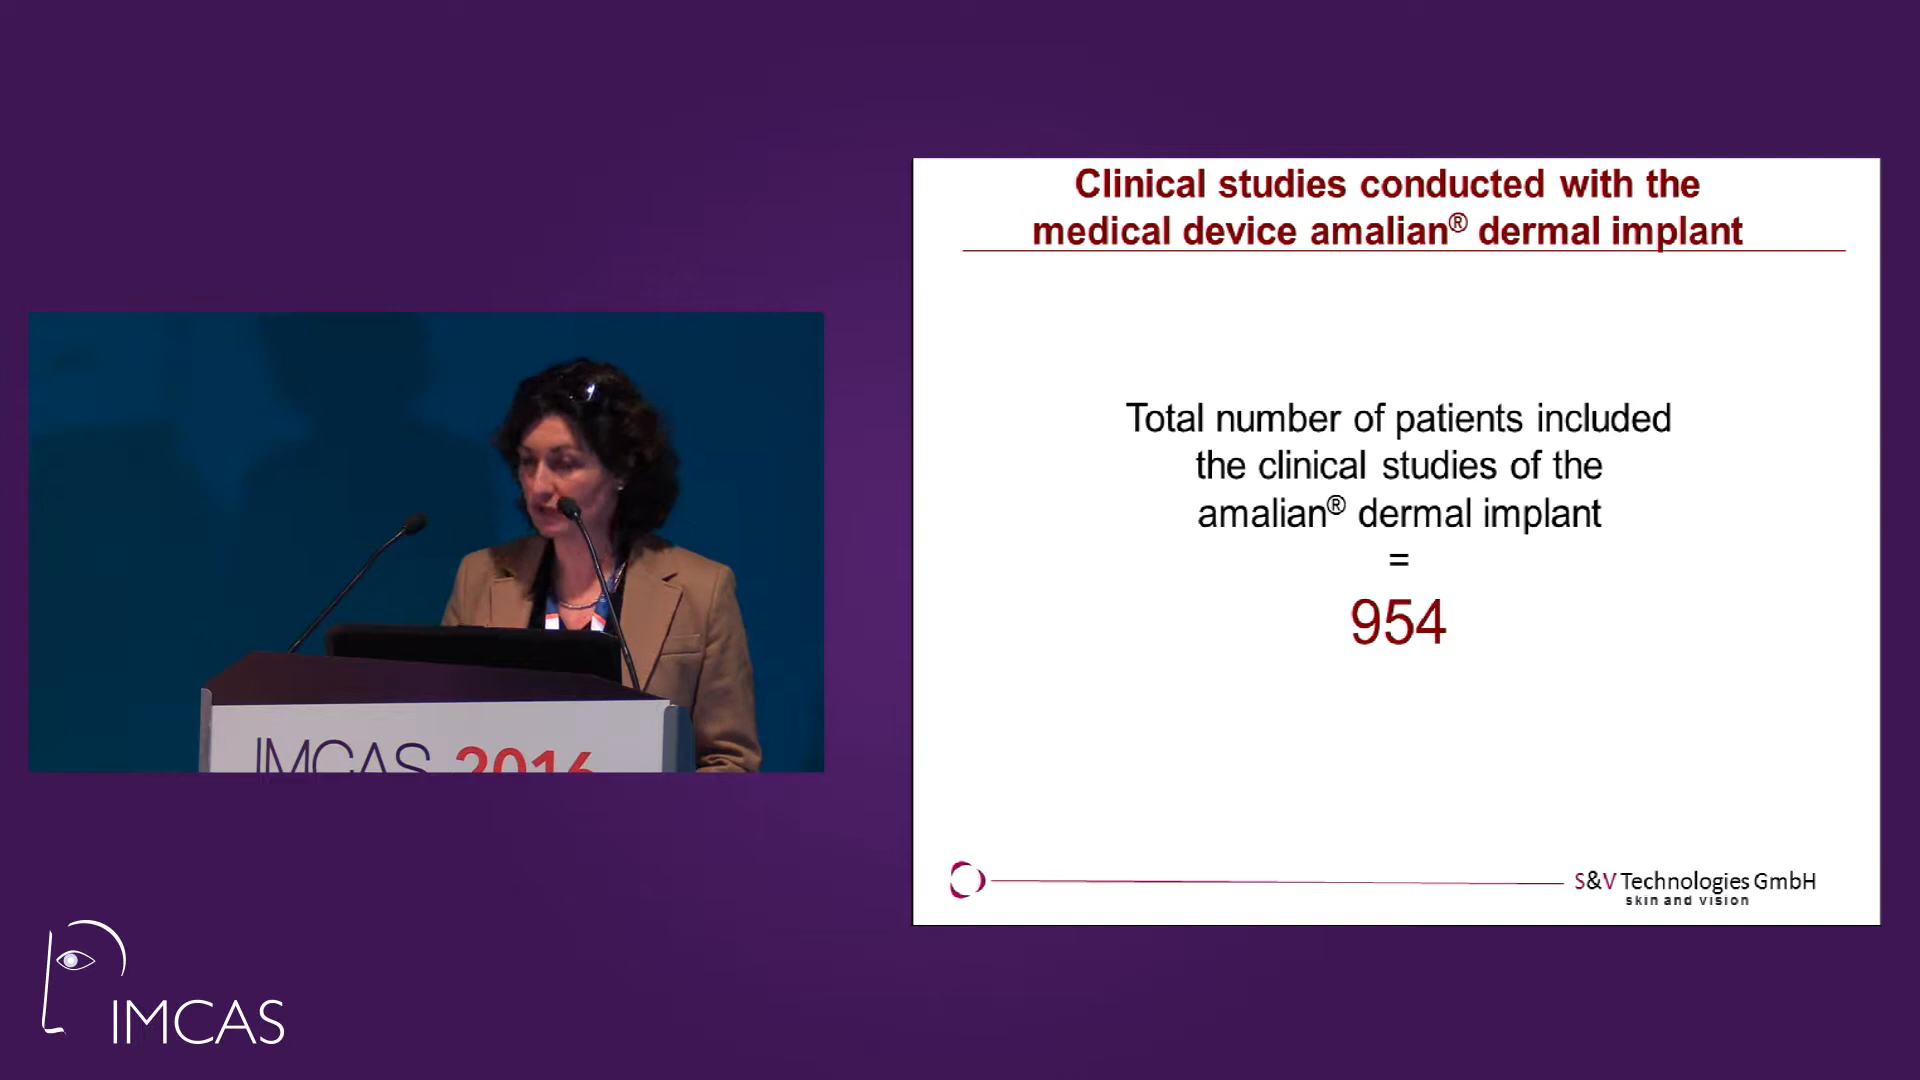 Clinical studies conducted with the
medical device amalian® dermal implant
Total number of patients included
the clinical studies of the
amalian® dermal implant
=
954
S&V Technologies GmbH
skin and vision
IMCAS 2016
IMCAS